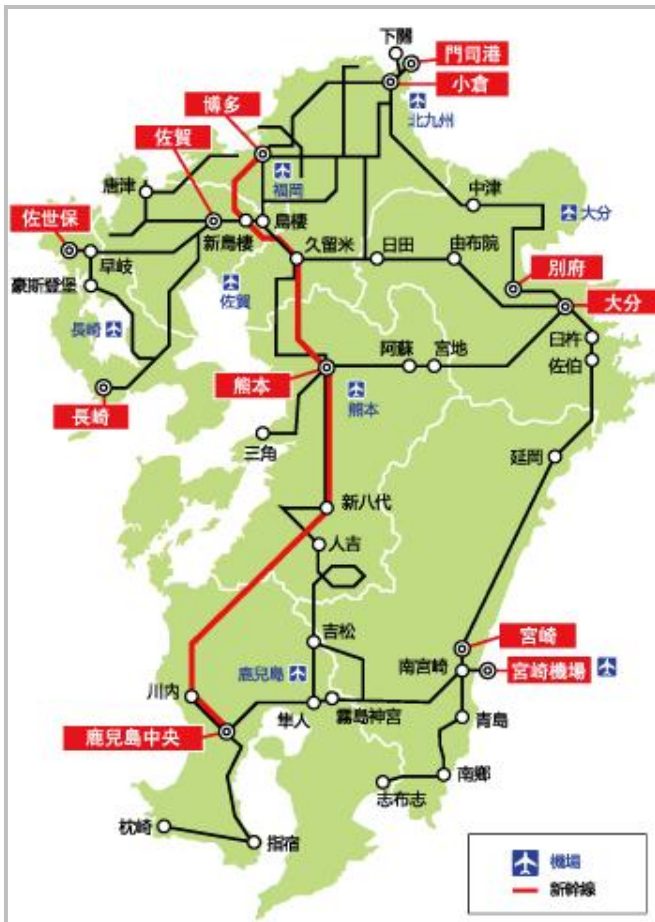 下關
門司港
小倉
北九州
博多
佐賀
福岡
唐津
中津
大分
佐世保
新鳥棲
鳥棲
久留米
日田
由布院
早岐
豪斯登堡
佐賀
別府
大分
長崎
阿蘇
宮地
臼杵
佐伯
熊本
熊本
長崎
三角
延岡
新八代
人吉
吉松
宮崎
鹿兒島
南宮崎
宮崎機場
川內
隼人
霧島神宮
青島
鹿兒島中央
南鄉
志布志
枕崎
指宿
機場
新幹線